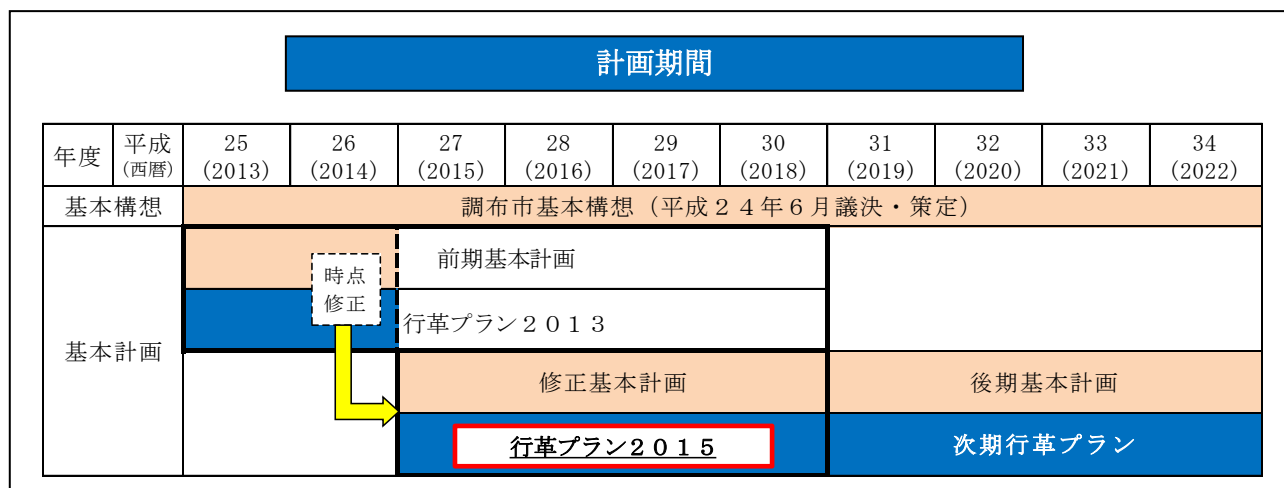 計画期間
年度 平成 25 26 27 28 29 30 31 32 33 34
(西暦) (2013) (2014) (2015) (2016) (2017) (2018) (2019) (2020) (2021) (2022)
基本構想 調布市基本構想（平成２４年６月議決・策定）
基本計画
前期基本計画
時点
修正
行革プラン２０１３
修正基本計画 後期基本計画
行革プラン２０１５ 次期行革プラン